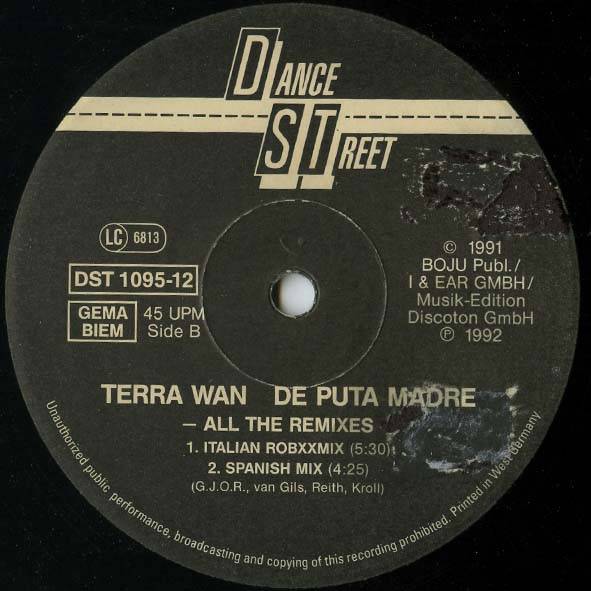 DANCE
STREET
LC 6813
DST 1095-12
GEMA
BIEM
45 UPM
Side B
© 1991
BOJU Publ./
I & EAR GMBH/
Musik-Edition
Discoton GmbH
℗ 1992
TERRA WAN DE PUTA MADRE
– ALL THE REMIXES
1. ITALIAN ROBXXMIX (5:30)
2. SPANISH MIX (4:25)
(G.J.O.R., van Gils, Reith, Kroll)
Unauthorized public performance, broadcasting and copying of this recording prohibited. Printed in West Germany